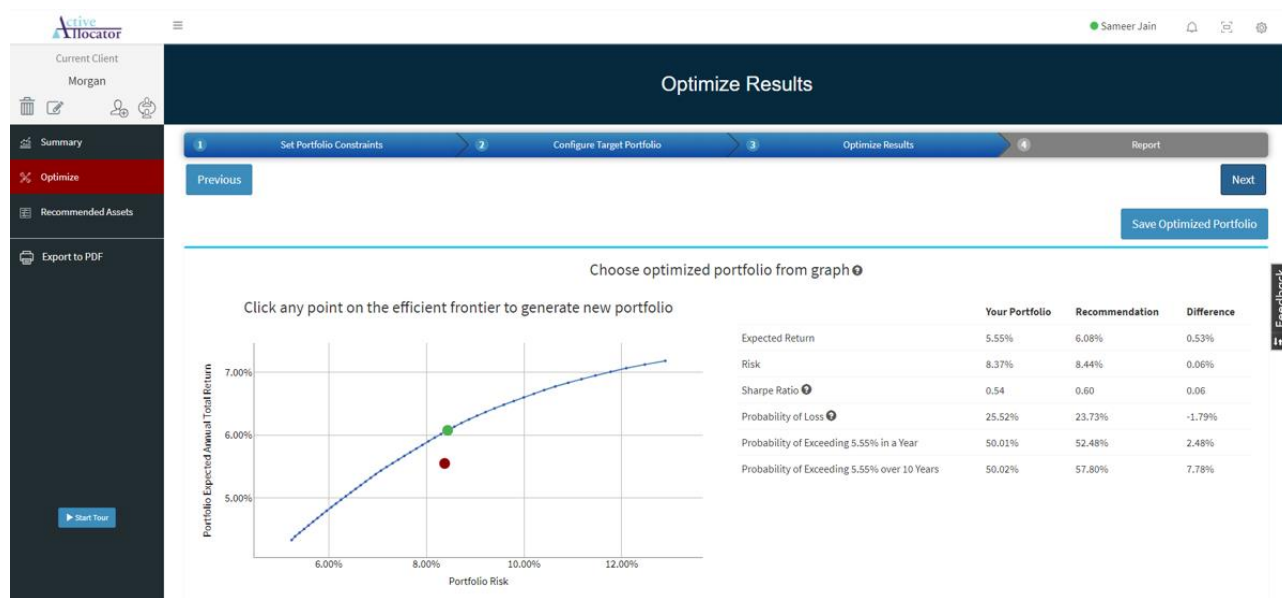 Active Allocator
Sameer Jain
Current Client
Morgan
Summary
Optimize
Recommended Assets
Export to PDF
Start Tour
Optimize Results
1 Set Portfolio Constraints 2 Configure Target Portfolio 3 Optimize Results 4 Report
Previous
Next
Save Optimized Portfolio
Choose optimized portfolio from graph
Click any point on the efficient frontier to generate new portfolio
Portfolio Expected Annual Total Return
7.00%
6.00%
5.00%
6.00% 8.00% 10.00% 12.00%
Portfolio Risk
Your Portfolio Recommendation Difference
Expected Return 5.55% 6.08% 0.53%
Risk 8.37% 8.44% 0.06%
Sharpe Ratio 0.54 0.60 0.06
Probability of Loss 25.52% 23.73% -1.79%
Probability of Exceeding 5.55% in a Year 50.01% 52.48% 2.48%
Probability of Exceeding 5.55% over 10 Years 50.02% 57.80% 7.78%
Feedback